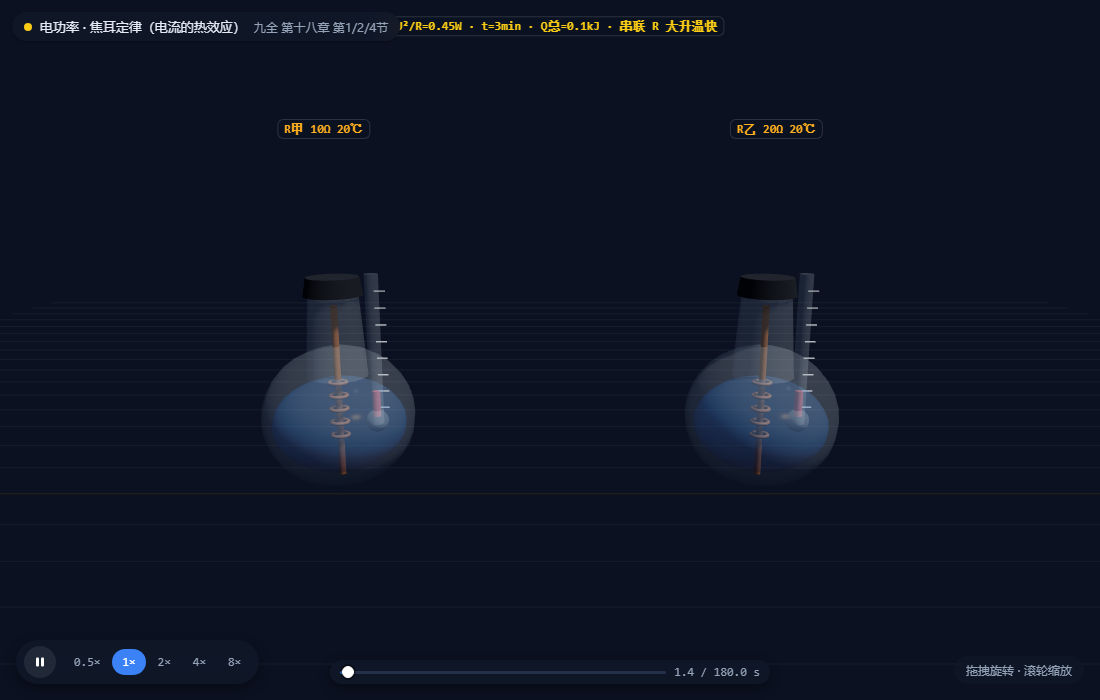 电功率 · 焦耳定律（电流的热效应） 九全 第十八章 第1/2/4节
²/R=0.45W · t=3min · Q总=0.1kJ · 串联 R 大升温快
R甲 10Ω 20℃
R乙 20Ω 20℃
0.5× 1× 2× 4× 8×
1.4 / 180.0 s
拖拽旋转 · 滚轮缩放